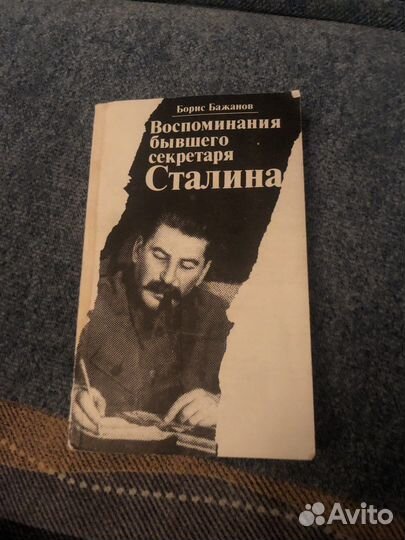 Борис Бажанов
Воспоминания
бывшего
секретаря
Сталина
Avito